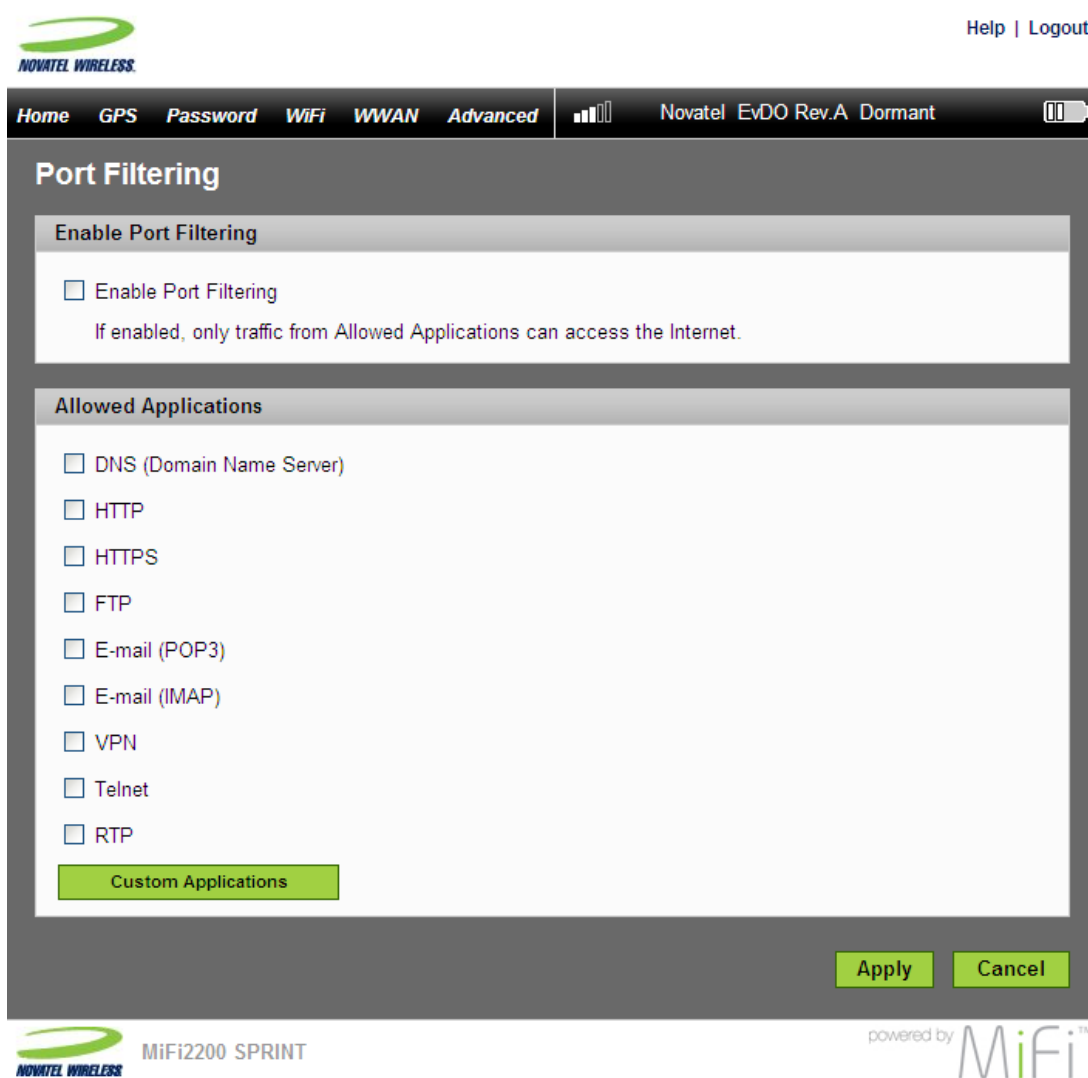 Help | Logout
NOVATEL WIRELESS.
Home GPS Password WiFi WWAN Advanced Novatel EvDO Rev.A Dormant
Port Filtering
Enable Port Filtering
Enable Port Filtering
If enabled, only traffic from Allowed Applications can access the Internet.
Allowed Applications
DNS (Domain Name Server)
HTTP
HTTPS
FTP
E-mail (POP3)
E-mail (IMAP)
VPN
Telnet
RTP
Custom Applications
Apply Cancel
NOVATEL WIRELESS MiFi2200 SPRINT powered by MiFi™